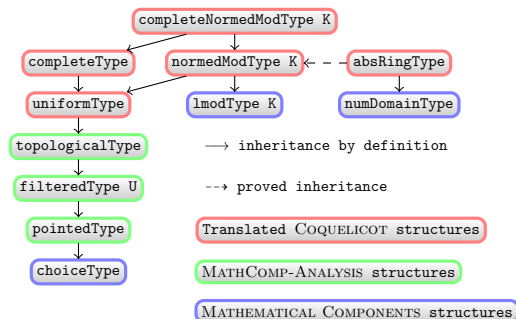 completeNormedModType K
completeType normedModType K absRingType
uniformType lmodType K numDomainType
topologicalType inheritance by definition
filteredType U proved inheritance
pointedType Translated COQUELICOT structures
choiceType MATHCOMP-ANALYSIS structures
MATHEMATICAL COMPONENTS structures